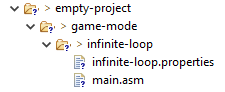 > empty-project
> game-mode
> infinite-loop
infinite-loop.properties
main.asm